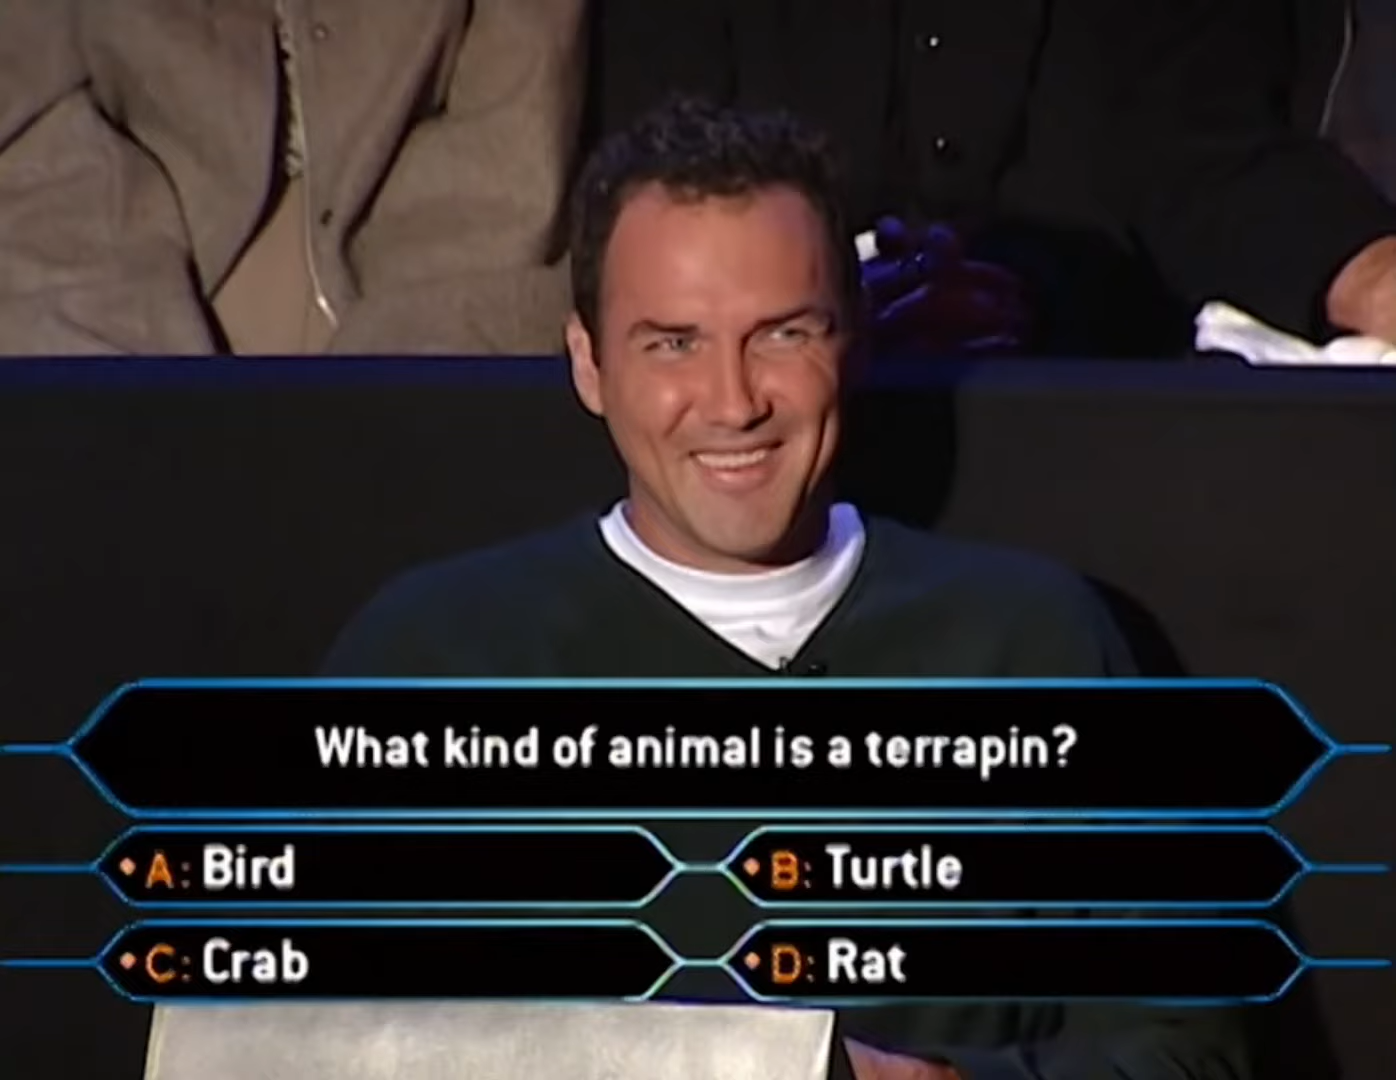 What kind of animal is a terrapin?
A: Bird
B: Turtle
C: Crab
D: Rat